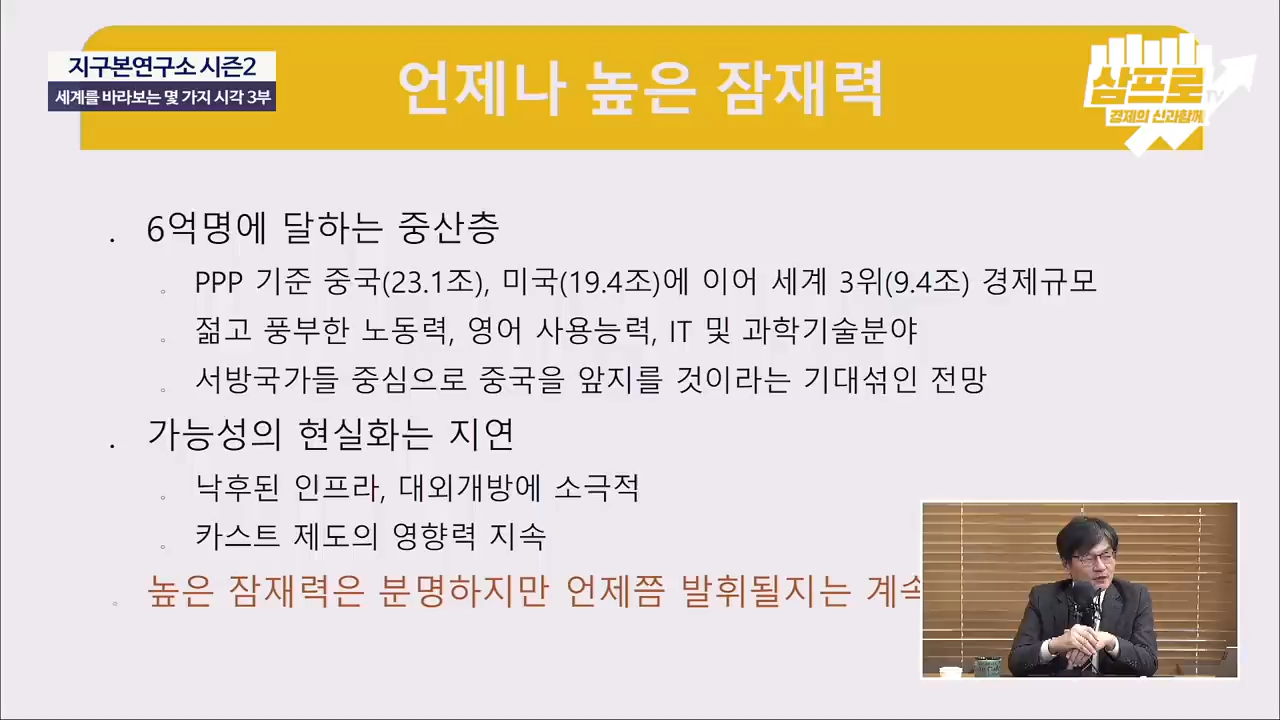 지구본연구소 시즌2
세계를 바라보는 몇 가지 시각 3부
언제나 높은 잠재력
삼프로TV
경제의 신과함께
. 6억명에 달하는 중산층
PPP 기준 중국(23.1조), 미국(19.4조)에 이어 세계 3위(9.4조) 경제규모
젊고 풍부한 노동력, 영어 사용능력, IT 및 과학기술분야
서방국가들 중심으로 중국을 앞지를 것이라는 기대섞인 전망
. 가능성의 현실화는 지연
낙후된 인프라, 대외개방에 소극적
카스트 제도의 영향력 지속
높은 잠재력은 분명하지만 언제쯤 발휘될지는 계속